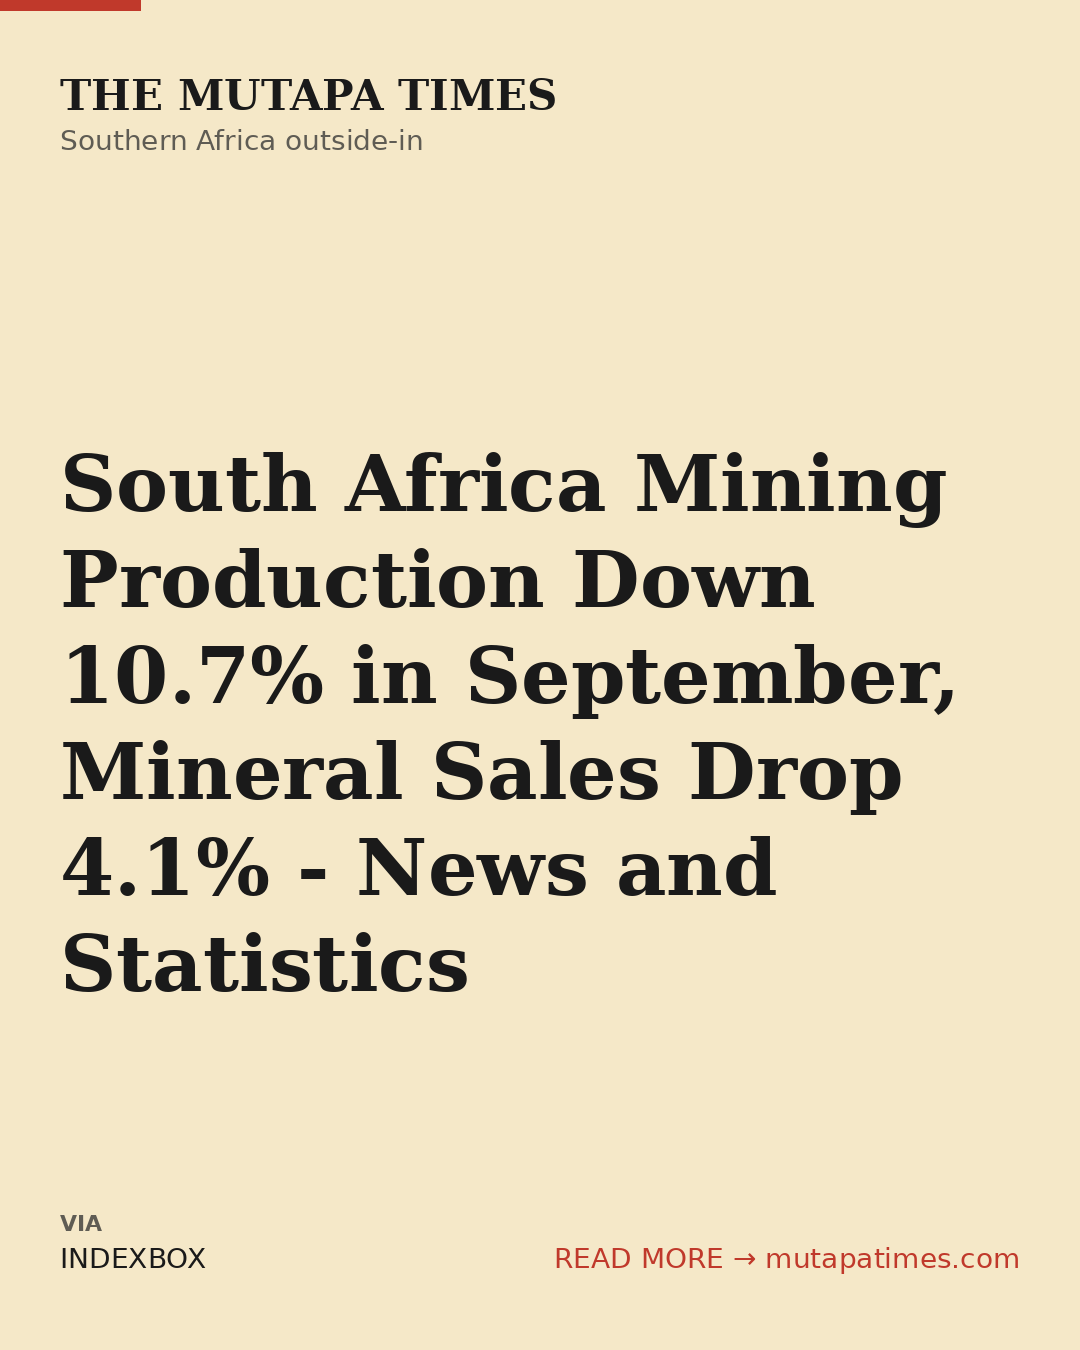 THE MUTAPA TIMES
Southern Africa outside-in
South Africa Mining
Production Down
10.7% in September,
Mineral Sales Drop
4.1% - News and
Statistics
VIA
INDEXBOX
READ MORE → mutapatimes.com